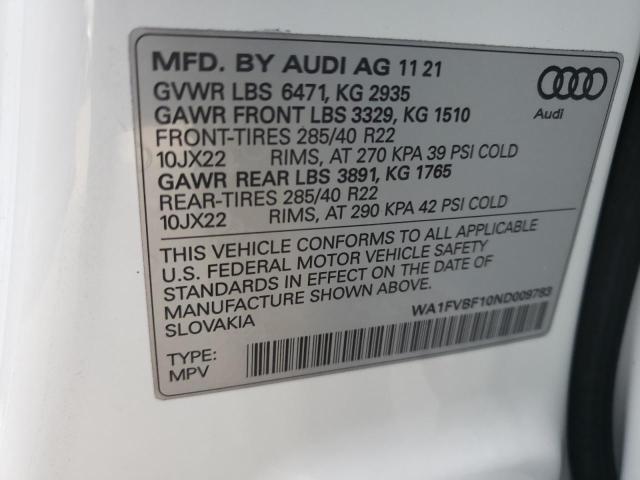 MFD. BY AUDI AG 11 21
GVWR LBS 6471, KG 2935
GAWR FRONT LBS 3329, KG 1510
FRONT-TIRES 285/40 R22
10JX22 RIMS, AT 270 KPA 39 PSI COLD
GAWR REAR LBS 3891, KG 1765
REAR-TIRES 285/40 R22
10JX22 RIMS, AT 290 KPA 42 PSI COLD
THIS VEHICLE CONFORMS TO ALL APPLICABLE
U.S. FEDERAL MOTOR VEHICLE SAFETY
STANDARDS IN EFFECT ON THE DATE OF
MANUFACTURE SHOWN ABOVE.
SLOVAKIA
WA1FVBF10ND009783
TYPE:
MPV
Audi